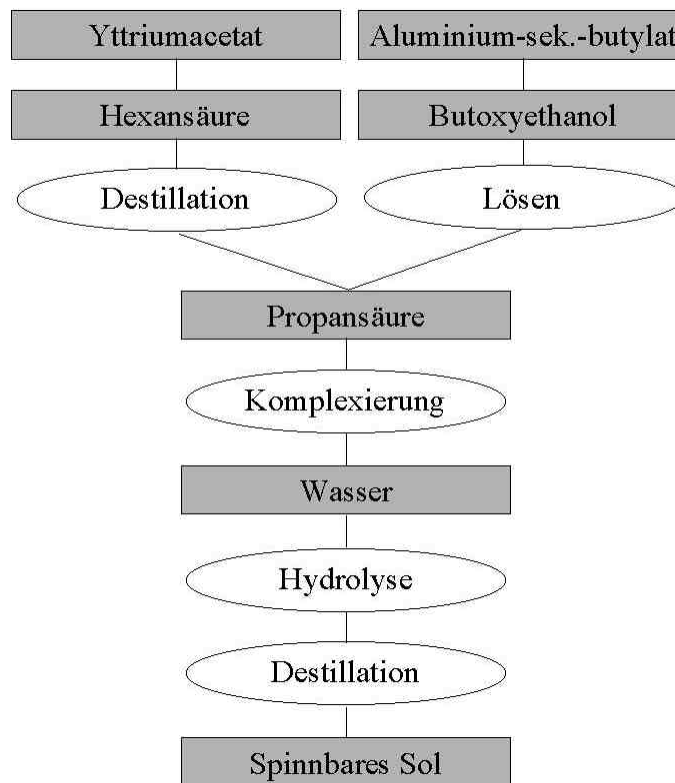 Yttriumacetat
Aluminium-sek.-butylat
Hexansäure
Butoxyethanol
Destillation
Lösen
Propansäure
Komplexierung
Wasser
Hydrolyse
Destillation
Spinnbares Sol